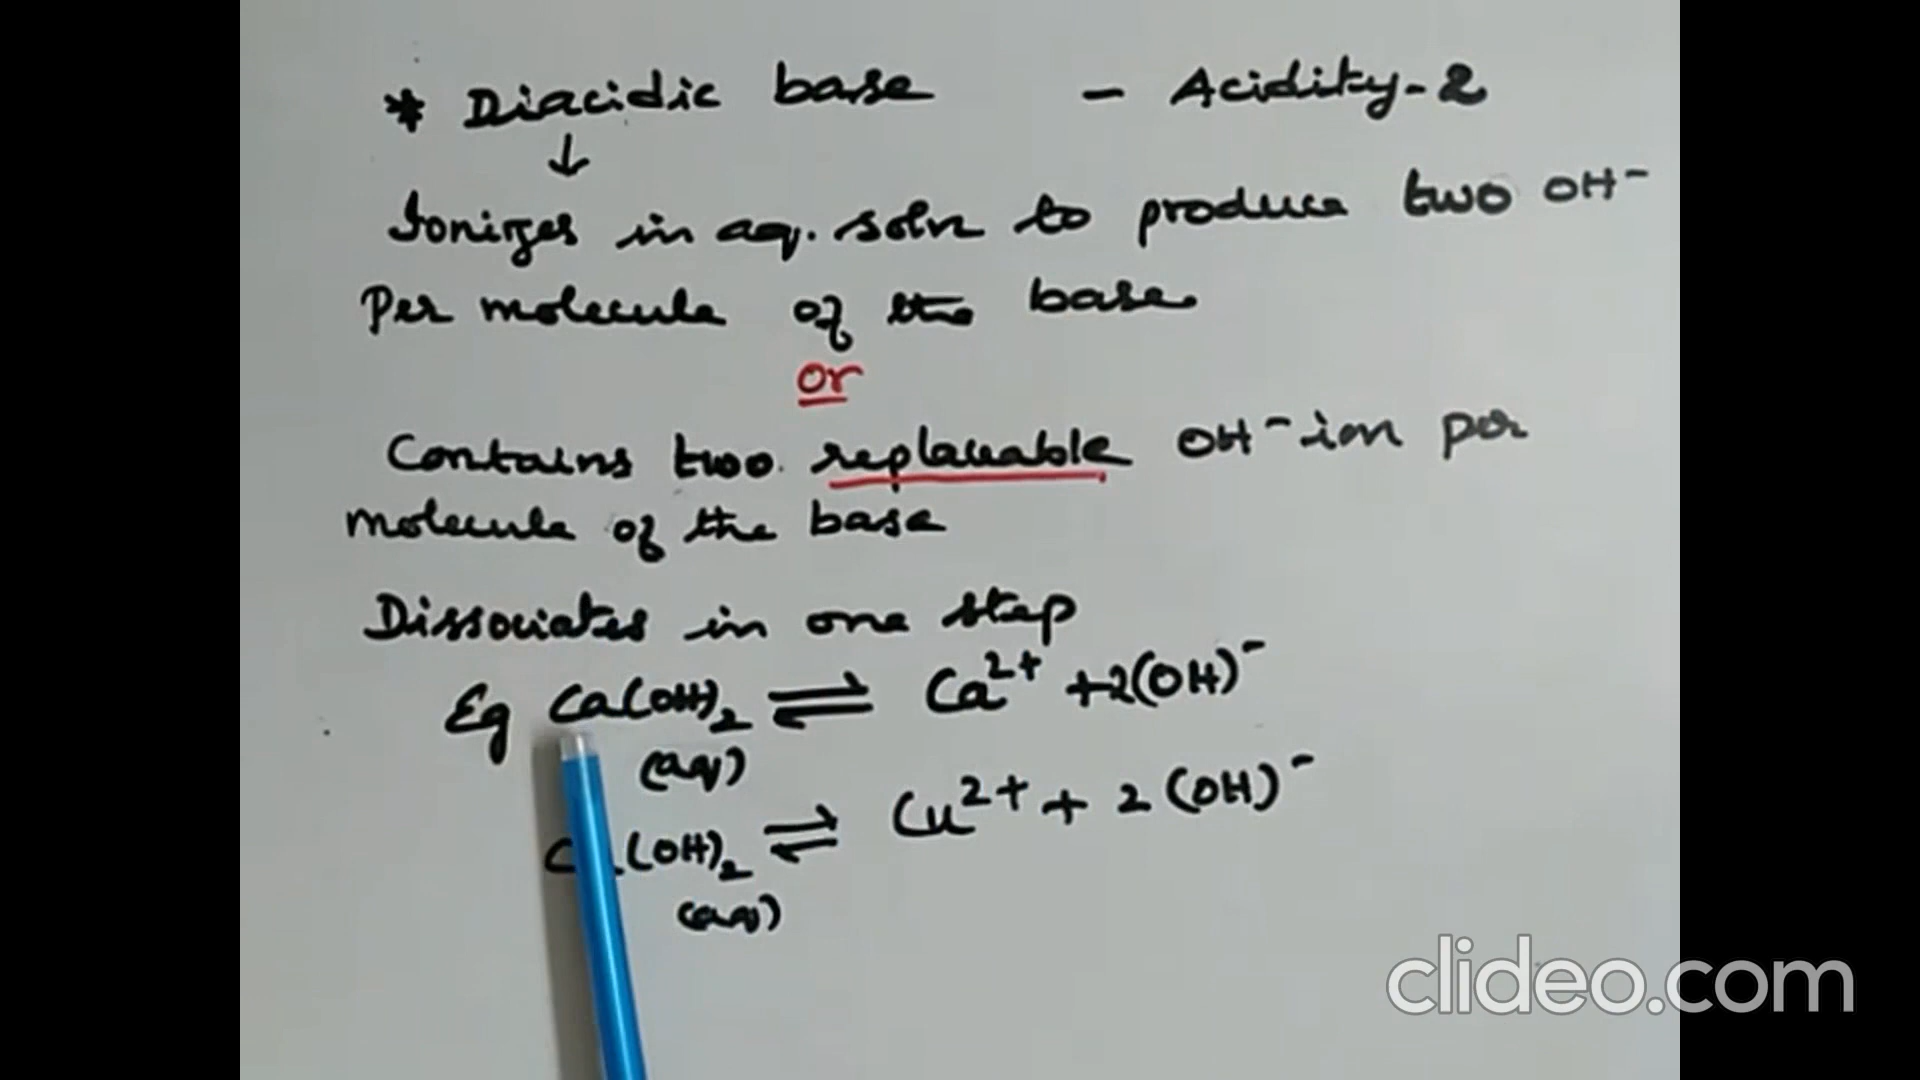 * Diacidic base - Acidity-2
↓
Ionizes in aq. soln to produce two OH⁻
Per molecule of the base
or
Contains two replaceable OH⁻ ion per
molecule of the base
Dissociates in one step
Eg Ca(OH)₂ ⇌ Ca²⁺ + 2(OH)⁻
(aq)
(OH)₂ ⇌ Cu²⁺ + 2(OH)⁻
(aq)
clideo.com